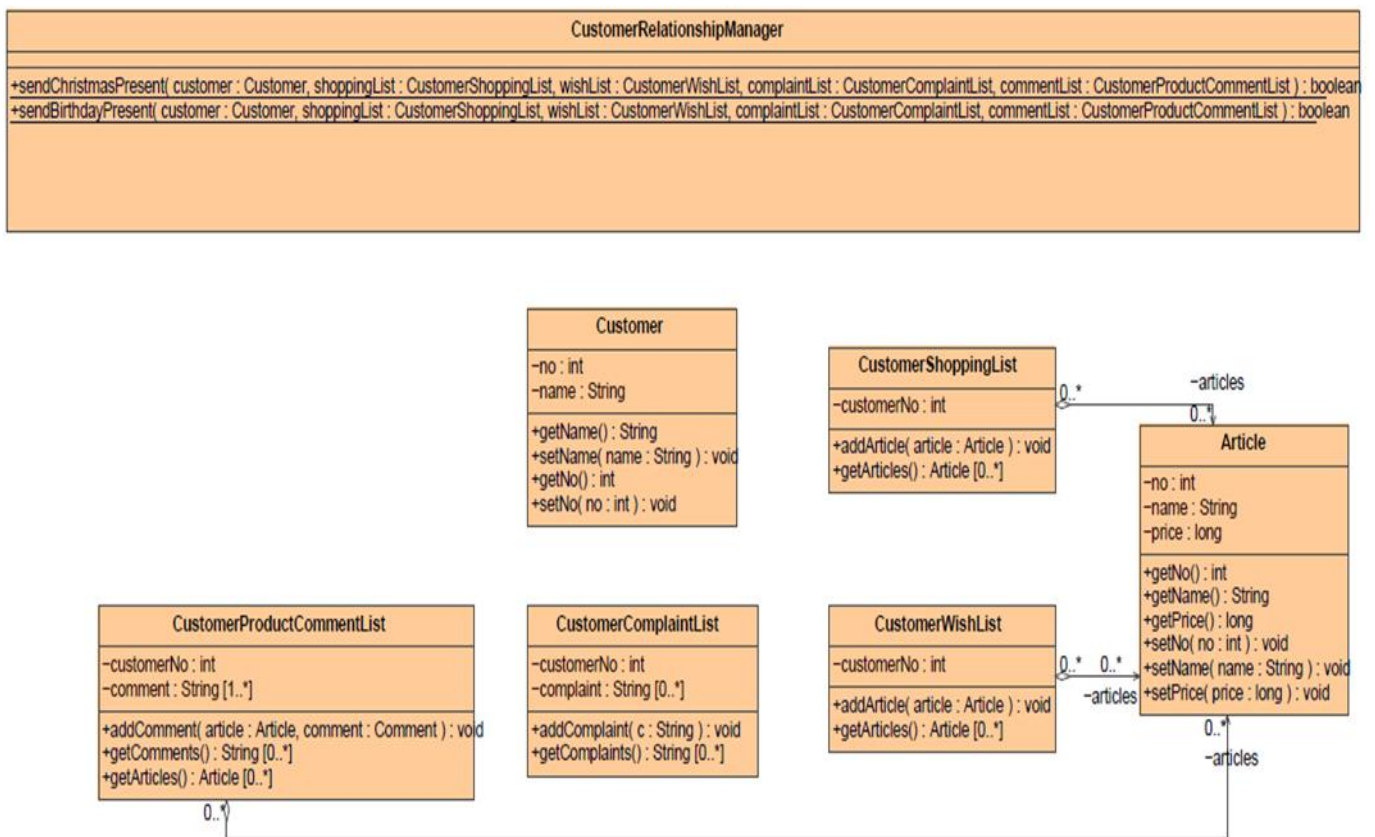 CustomerRelationshipManager
+sendChristmasPresent( customer : Customer, shoppingList : CustomerShoppingList, wishList : CustomerWishList, complaintList : CustomerComplaintList, commentList : CustomerProductCommentList ) : boolean
+sendBirthdayPresent( customer : Customer, shoppingList : CustomerShoppingList, wishList : CustomerWishList, complaintList : CustomerComplaintList, commentList : CustomerProductCommentList ) : boolean
Customer
−no : int
−name : String
+getName() : String
+setName( name : String ) : void
+getNo() : int
+setNo( no : int ) : void
CustomerShoppingList
−customerNo : int
+addArticle( article : Article ) : void
+getArticles() : Article [0..*]
0..*
−articles
0..*
Article
−no : int
−name : String
−price : long
+getNo() : int
+getName() : String
+getPrice() : long
+setNo( no : int ) : void
+setName( name : String ) : void
+setPrice( price : long ) : void
CustomerProductCommentList
−customerNo : int
−comment : String [1..*]
+addComment( article : Article, comment : Comment ) : void
+getComments() : String [0..*]
+getArticles() : Article [0..*]
0..*
CustomerComplaintList
−customerNo : int
−complaint : String [0..*]
+addComplaint( c : String ) : void
+getComplaints() : String [0..*]
CustomerWishList
−customerNo : int
+addArticle( article : Article ) : void
+getArticles() : Article [0..*]
0..* 0..*
−articles
0..*
−articles